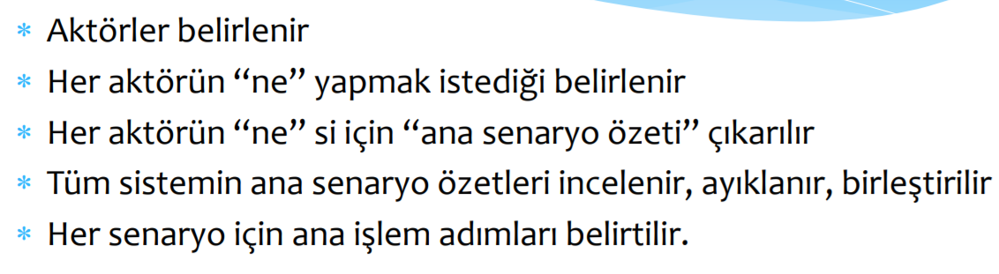 * Aktörler belirlenir
* Her aktörün “ne” yapmak istediği belirlenir
* Her aktörün “ne” si için “ana senaryo özeti” çıkarılır
* Tüm sistemin ana senaryo özetleri incelenir, ayıklanır, birleştirilir
* Her senaryo için ana işlem adımları belirtilir.